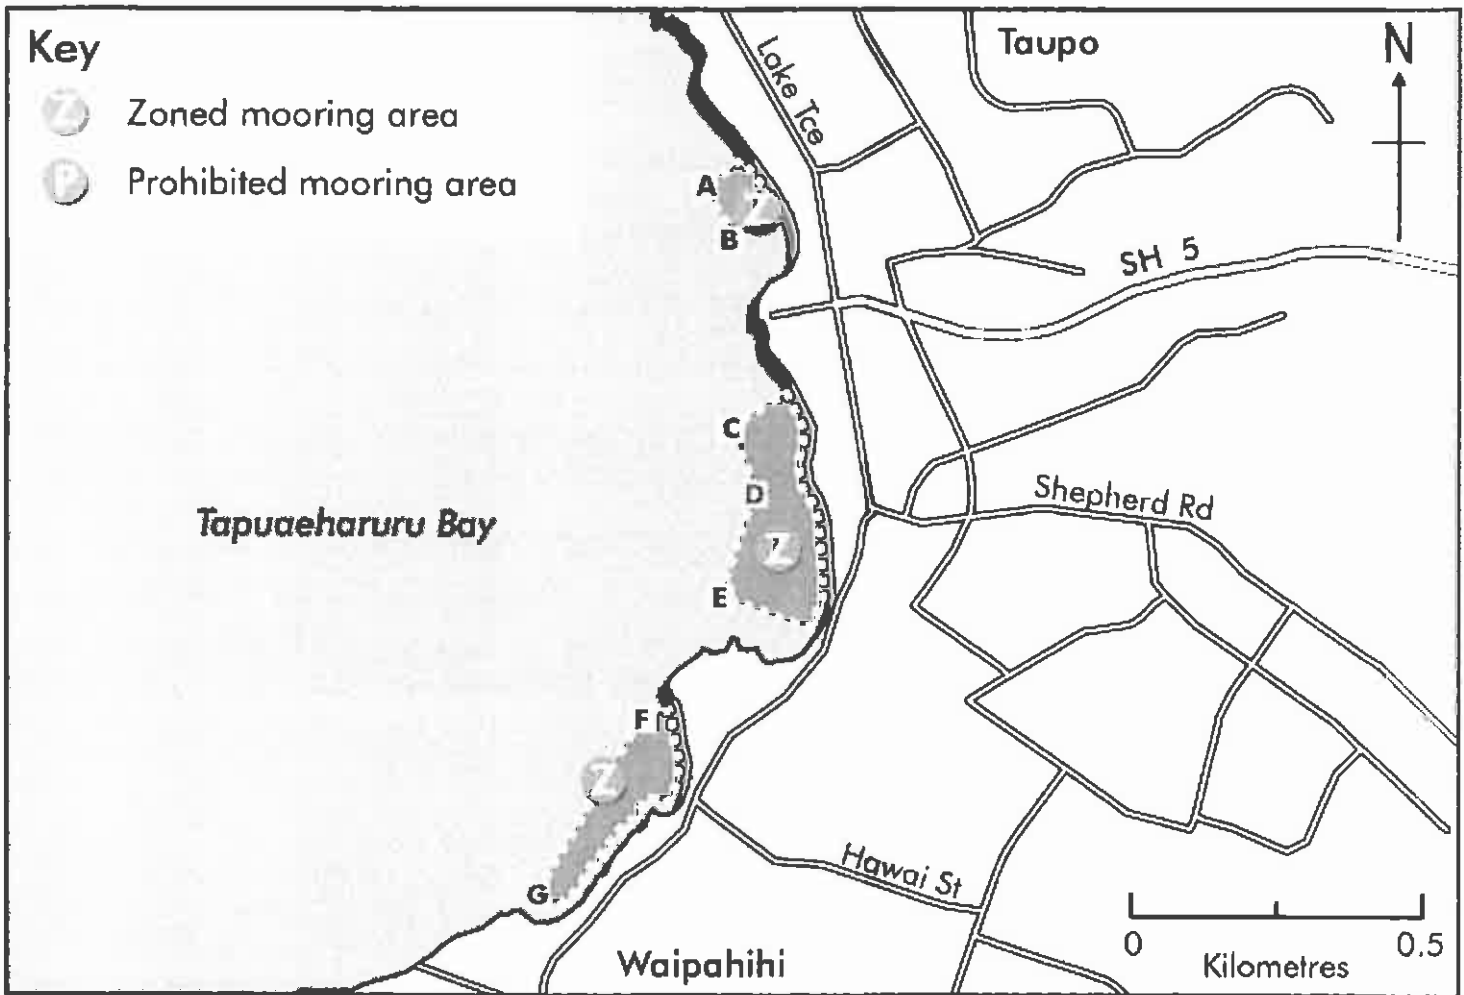 Key
Z Zoned mooring area
P Prohibited mooring area
Taupo
N
Lake Tce
A
Z
B
SH 5
C
D
Shepherd Rd
Tapuaeharuru Bay
Z
E
F
Z
Hawai St
G
Waipahihi
0 0.5
Kilometres